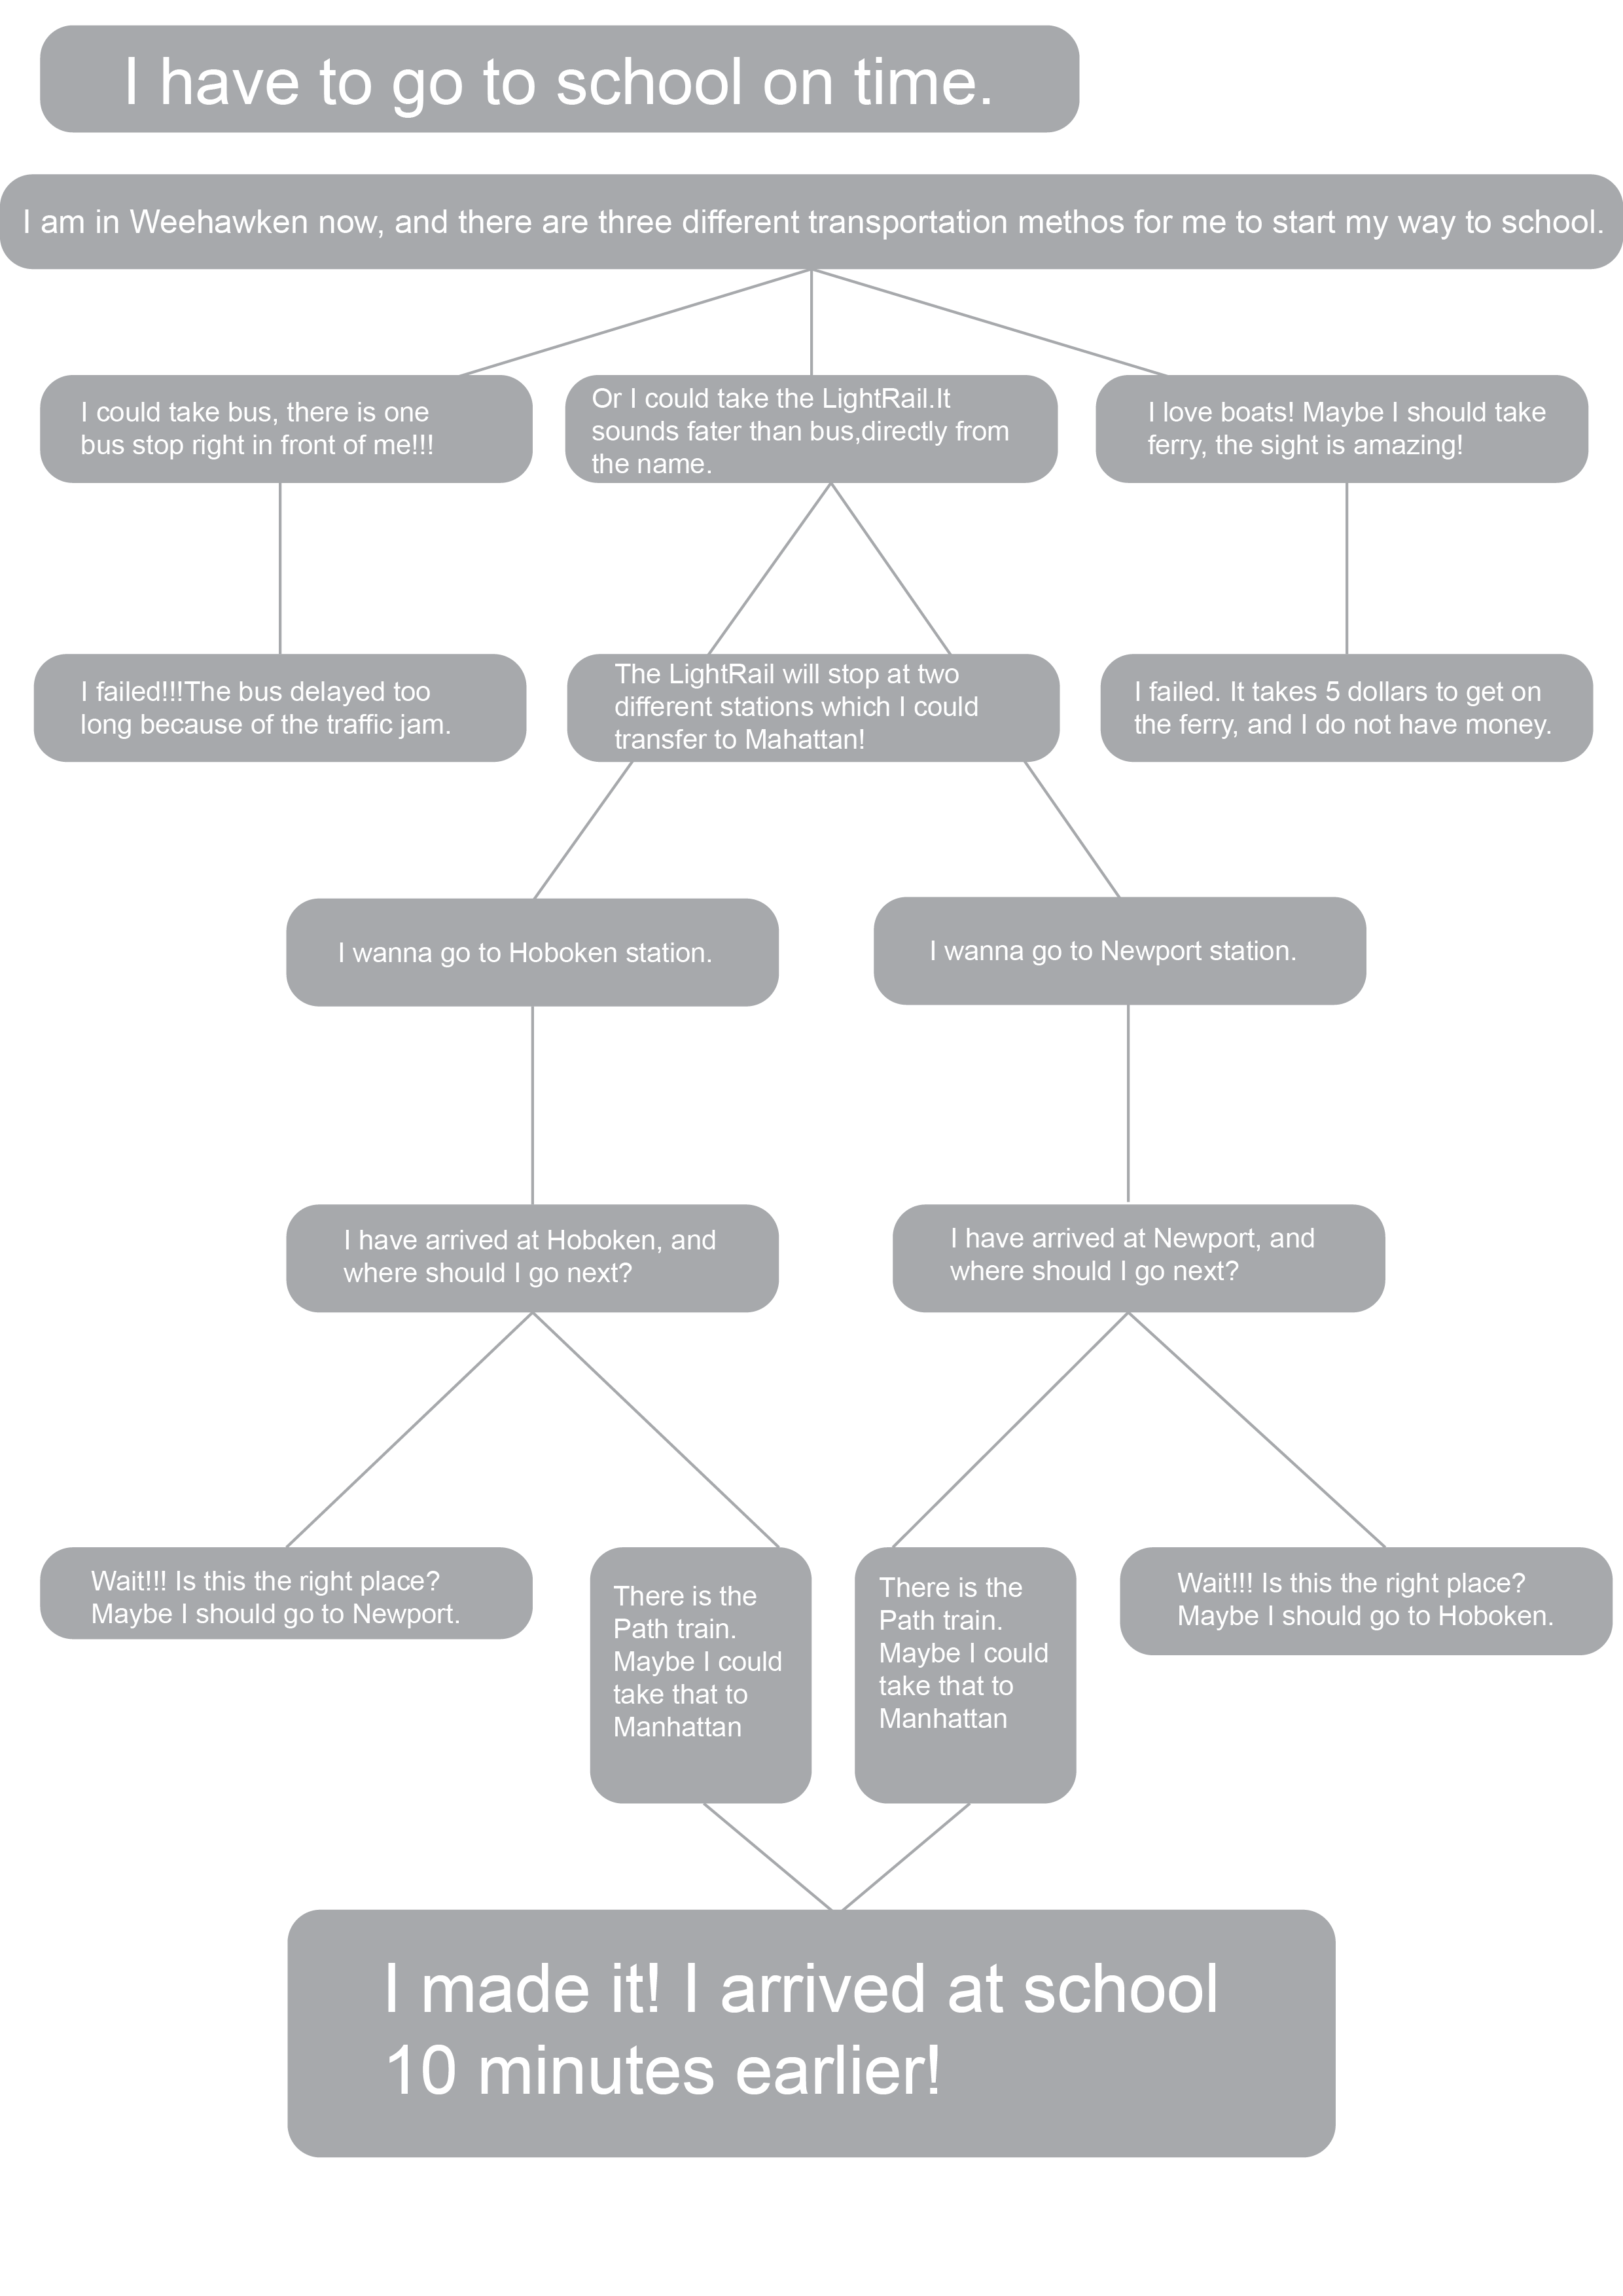 I have to go to school on time.
I am in Weehawken now, and there are three different transportation methos for me to start my way to school.
I could take bus, there is one
bus stop right in front of me!!!
Or I could take the LightRail.It
sounds fater than bus,directly from
the name.
I love boats! Maybe I should take
ferry, the sight is amazing!
I failed!!!The bus delayed too
long because of the traffic jam.
The LightRail will stop at two
different stations which I could
transfer to Mahattan!
I failed. It takes 5 dollars to get on
the ferry, and I do not have money.
I wanna go to Hoboken station.
I wanna go to Newport station.
I have arrived at Hoboken, and
where should I go next?
I have arrived at Newport, and
where should I go next?
Wait!!! Is this the right place?
Maybe I should go to Newport.
There is the
Path train.
Maybe I could
take that to
Manhattan
There is the
Path train.
Maybe I could
take that to
Manhattan
Wait!!! Is this the right place?
Maybe I should go to Hoboken.
I made it! I arrived at school
10 minutes earlier!